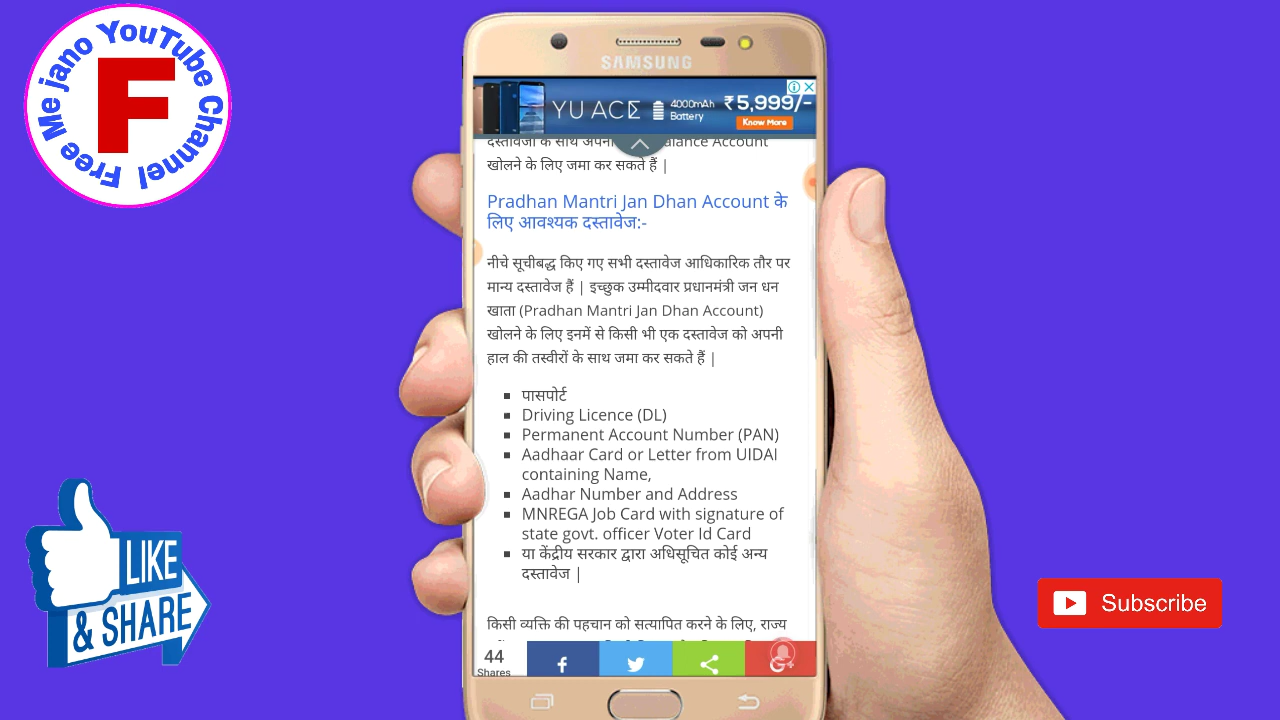 Free Me jano YouTube Channel
F
SAMSUNG
YU ACE
4000mAh
Battery
₹5,999/-
Know More
दस्तावेजों के साथ अपनी
Account
खोलने के लिए जमा कर सकते हैं |
Pradhan Mantri Jan Dhan Account के
लिए आवश्यक दस्तावेज:-
नीचे सूचीबद्ध किए गए सभी दस्तावेज आधिकारिक तौर पर
मान्य दस्तावेज हैं | इच्छुक उम्मीदवार प्रधानमंत्री जन धन
खाता (Pradhan Mantri Jan Dhan Account)
खोलने के लिए इनमें से किसी भी एक दस्तावेज को अपनी
हाल की तस्वीरों के साथ जमा कर सकते हैं |
पासपोर्ट
Driving Licence (DL)
Permanent Account Number (PAN)
Aadhaar Card or Letter from UIDAI
containing Name,
Aadhar Number and Address
MNREGA Job Card with signature of
state govt. officer Voter Id Card
या केंद्रीय सरकार द्वारा अधिसूचित कोई अन्य
दस्तावेज |
किसी व्यक्ति की पहचान को सत्यापित करने के लिए, राज्य
44
Shares
LIKE
& SHARE
Subscribe